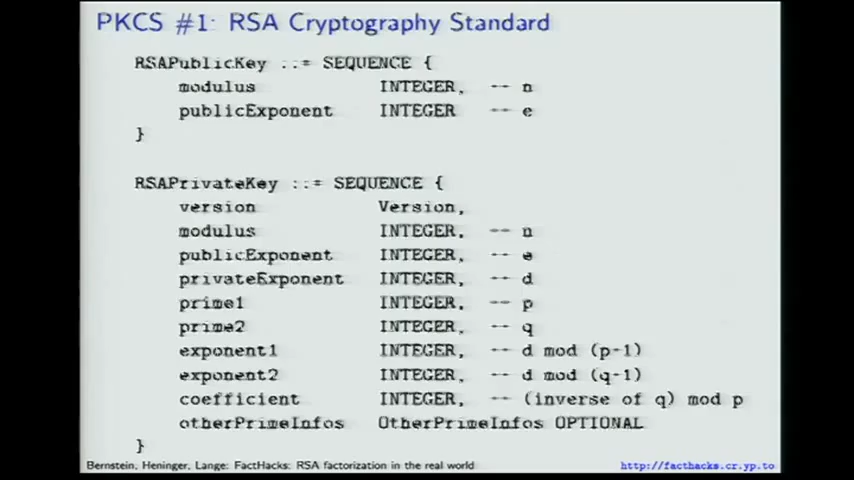 PKCS #1: RSA Cryptography Standard
RSAPublicKey ::= SEQUENCE {
modulus INTEGER, -- n
publicExponent INTEGER -- e
}
RSAPrivateKey ::= SEQUENCE {
version Version,
modulus INTEGER, -- n
publicExponent INTEGER, -- e
privateExponent INTEGER, -- d
prime1 INTEGER, -- p
prime2 INTEGER, -- q
exponent1 INTEGER, -- d mod (p-1)
exponent2 INTEGER, -- d mod (q-1)
coefficient INTEGER, -- (inverse of q) mod p
otherPrimeInfos OtherPrimeInfos OPTIONAL
}
Bernstein, Heninger, Lange: FactHacks: RSA factorization in the real world
http://facthacks.cr.yp.to